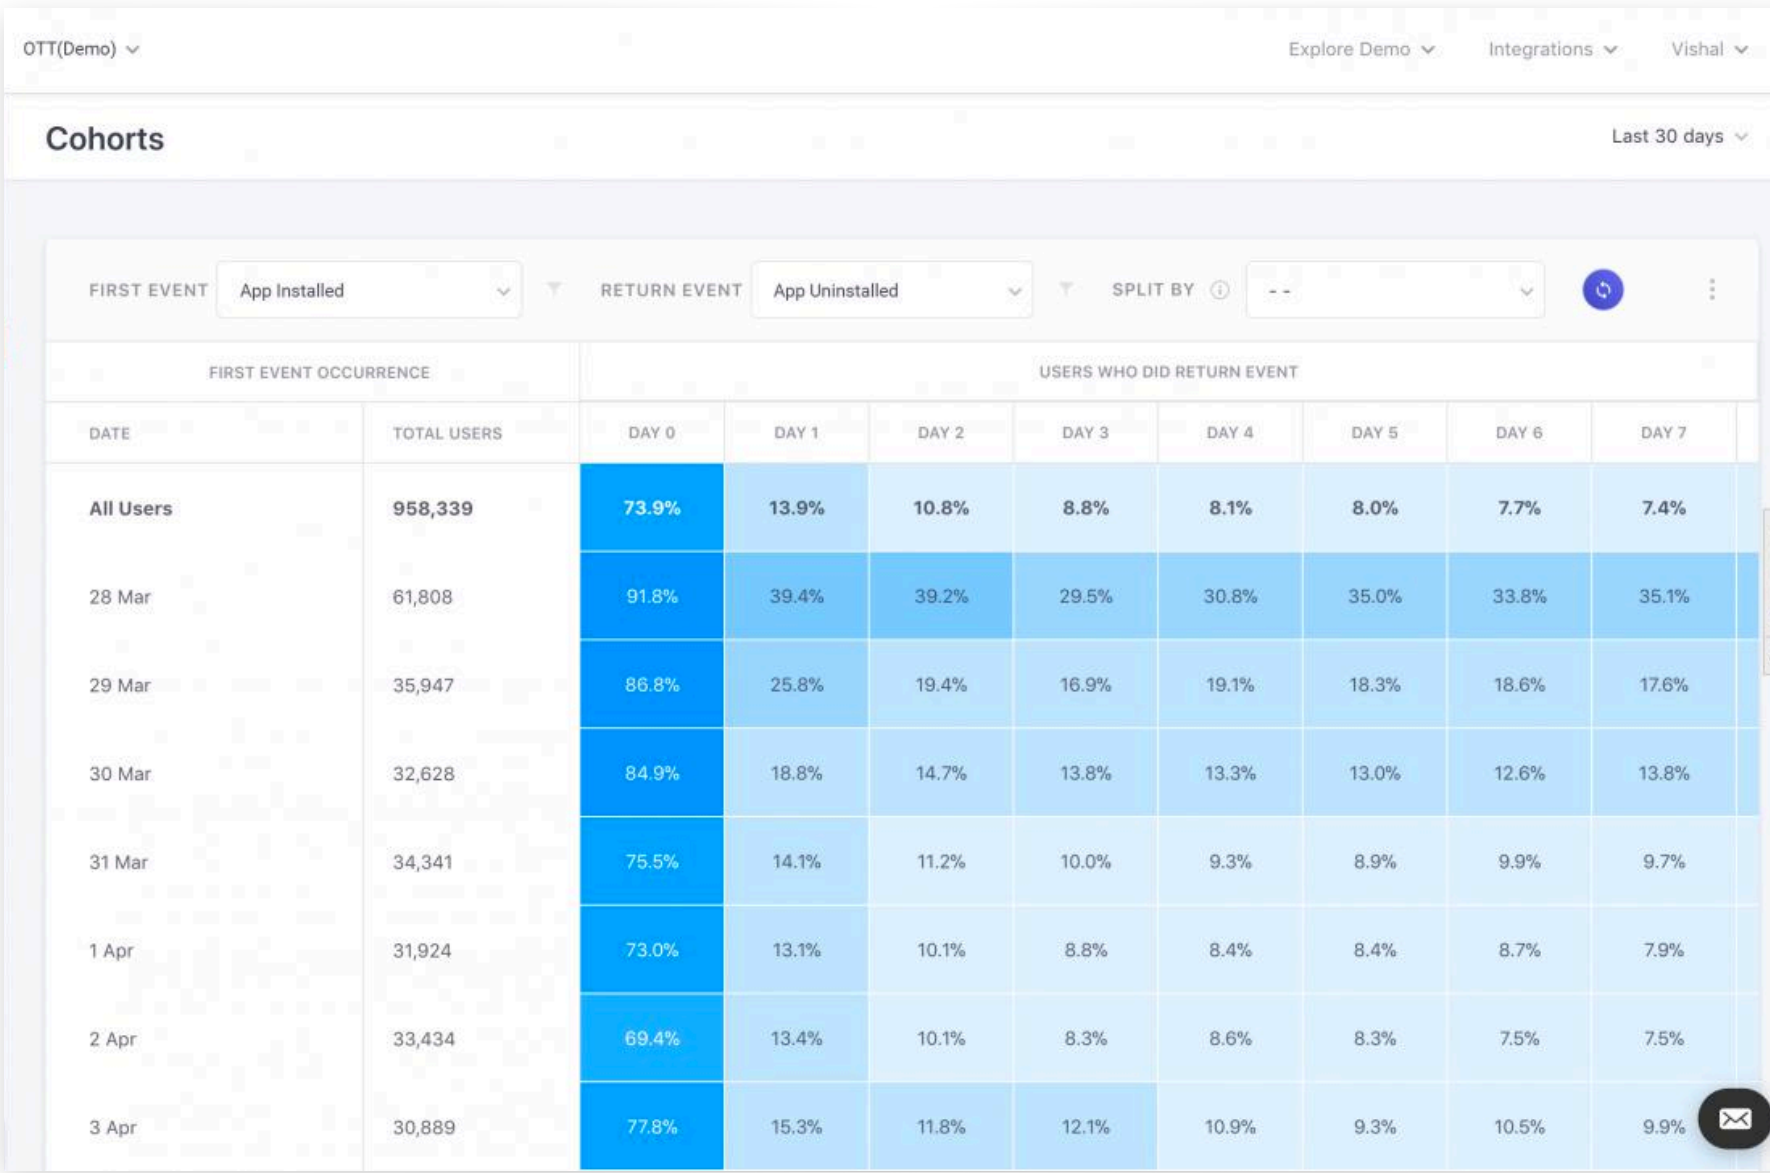 OTT(Demo) Explore Demo Integrations Vishal
Cohorts Last 30 days
FIRST EVENT App Installed RETURN EVENT App Uninstalled SPLIT BY - -
FIRST EVENT OCCURRENCE USERS WHO DID RETURN EVENT
DATE TOTAL USERS DAY 0 DAY 1 DAY 2 DAY 3 DAY 4 DAY 5 DAY 6 DAY 7
All Users 958,339 73.9% 13.9% 10.8% 8.8% 8.1% 8.0% 7.7% 7.4%
28 Mar 61,808 91.8% 39.4% 39.2% 29.5% 30.8% 35.0% 33.8% 35.1%
29 Mar 35,947 86.8% 25.8% 19.4% 16.9% 19.1% 18.3% 18.6% 17.6%
30 Mar 32,628 84.9% 18.8% 14.7% 13.8% 13.3% 13.0% 12.6% 13.8%
31 Mar 34,341 75.5% 14.1% 11.2% 10.0% 9.3% 8.9% 9.9% 9.7%
1 Apr 31,924 73.0% 13.1% 10.1% 8.8% 8.4% 8.4% 8.7% 7.9%
2 Apr 33,434 69.4% 13.4% 10.1% 8.3% 8.6% 8.3% 7.5% 7.5%
3 Apr 30,889 77.8% 15.3% 11.8% 12.1% 10.9% 9.3% 10.5% 9.9%